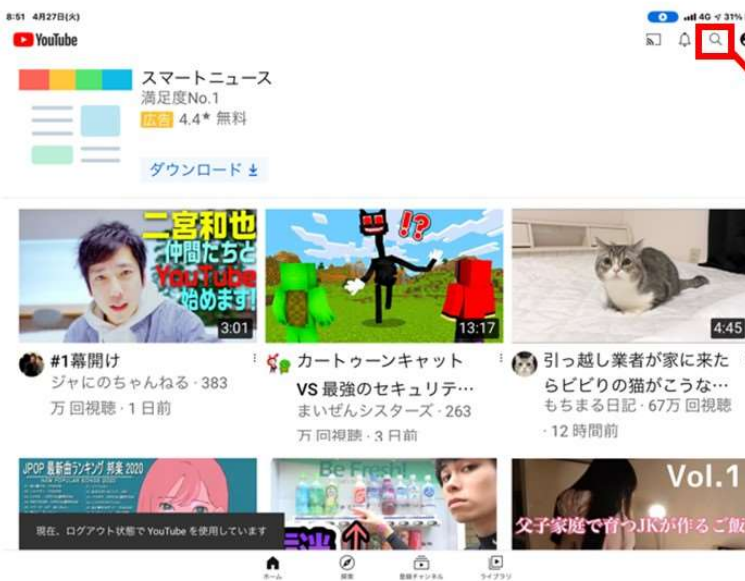 8:51 4月27日(火)
4G 31%
YouTube
スマートニュース
満足度No.1
広告 4.4★ 無料
ダウンロード
二宮和也
仲間たちと
YouTube
始めます!
3:01
!?
13:17
4:45
#1幕開け
ジャにのちゃんねる・383
万 回視聴・1 日前
カートゥーンキャット
VS 最強のセキュリテ…
まいぜんシスターズ・263
万 回視聴・3 日前
引っ越し業者が家に来た
らビビりの猫がこうな…
もちまる日記・67万 回視聴
・12 時間前
JPOP 最新曲ランキング 邦楽 2020
NEW POPULAR SONGS 2020
Be Fresh!
Vol.1
父子家庭で育つJKが作るご飯
現在、ログアウト状態で YouTube を使用しています
ホーム
探索
登録チャンネル
ライブラリ